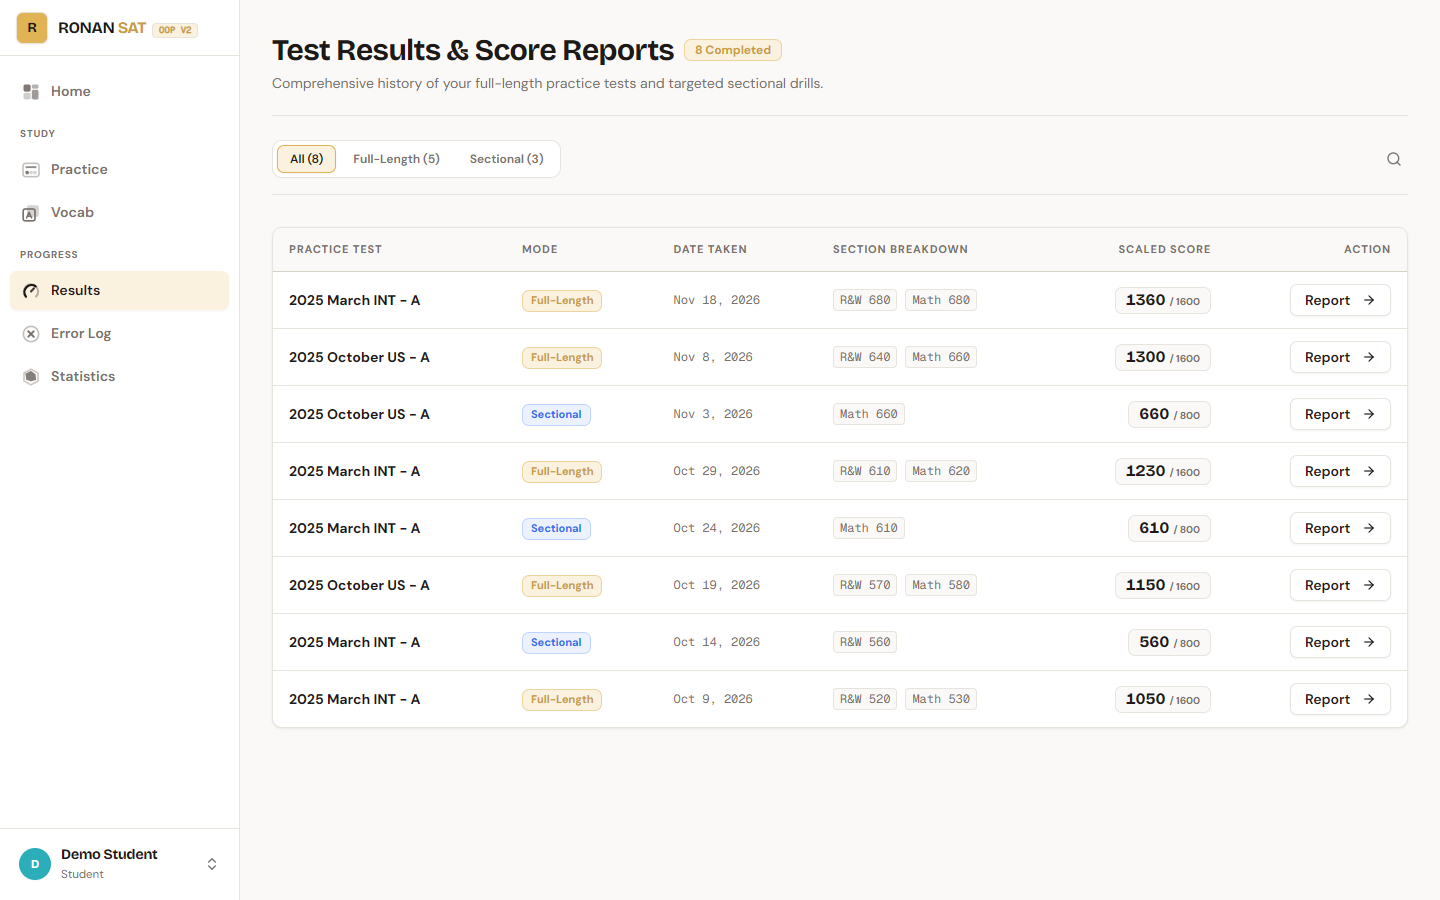 R RONAN SAT OOP V2
Home
STUDY
Practice
A Vocab
PROGRESS
Results
Error Log
Statistics
D Demo Student
Student
Test Results & Score Reports 8 Completed
Comprehensive history of your full-length practice tests and targeted sectional drills.
All (8) Full-Length (5) Sectional (3)
PRACTICE TEST MODE DATE TAKEN SECTION BREAKDOWN SCALED SCORE ACTION
2025 March INT - A Full-Length Nov 18, 2026 R&W 680 Math 680 1360 / 1600 Report
2025 October US - A Full-Length Nov 8, 2026 R&W 640 Math 660 1300 / 1600 Report
2025 October US - A Sectional Nov 3, 2026 Math 660 660 / 800 Report
2025 March INT - A Full-Length Oct 29, 2026 R&W 610 Math 620 1230 / 1600 Report
2025 March INT - A Sectional Oct 24, 2026 Math 610 610 / 800 Report
2025 October US - A Full-Length Oct 19, 2026 R&W 570 Math 580 1150 / 1600 Report
2025 March INT - A Sectional Oct 14, 2026 R&W 560 560 / 800 Report
2025 March INT - A Full-Length Oct 9, 2026 R&W 520 Math 530 1050 / 1600 Report